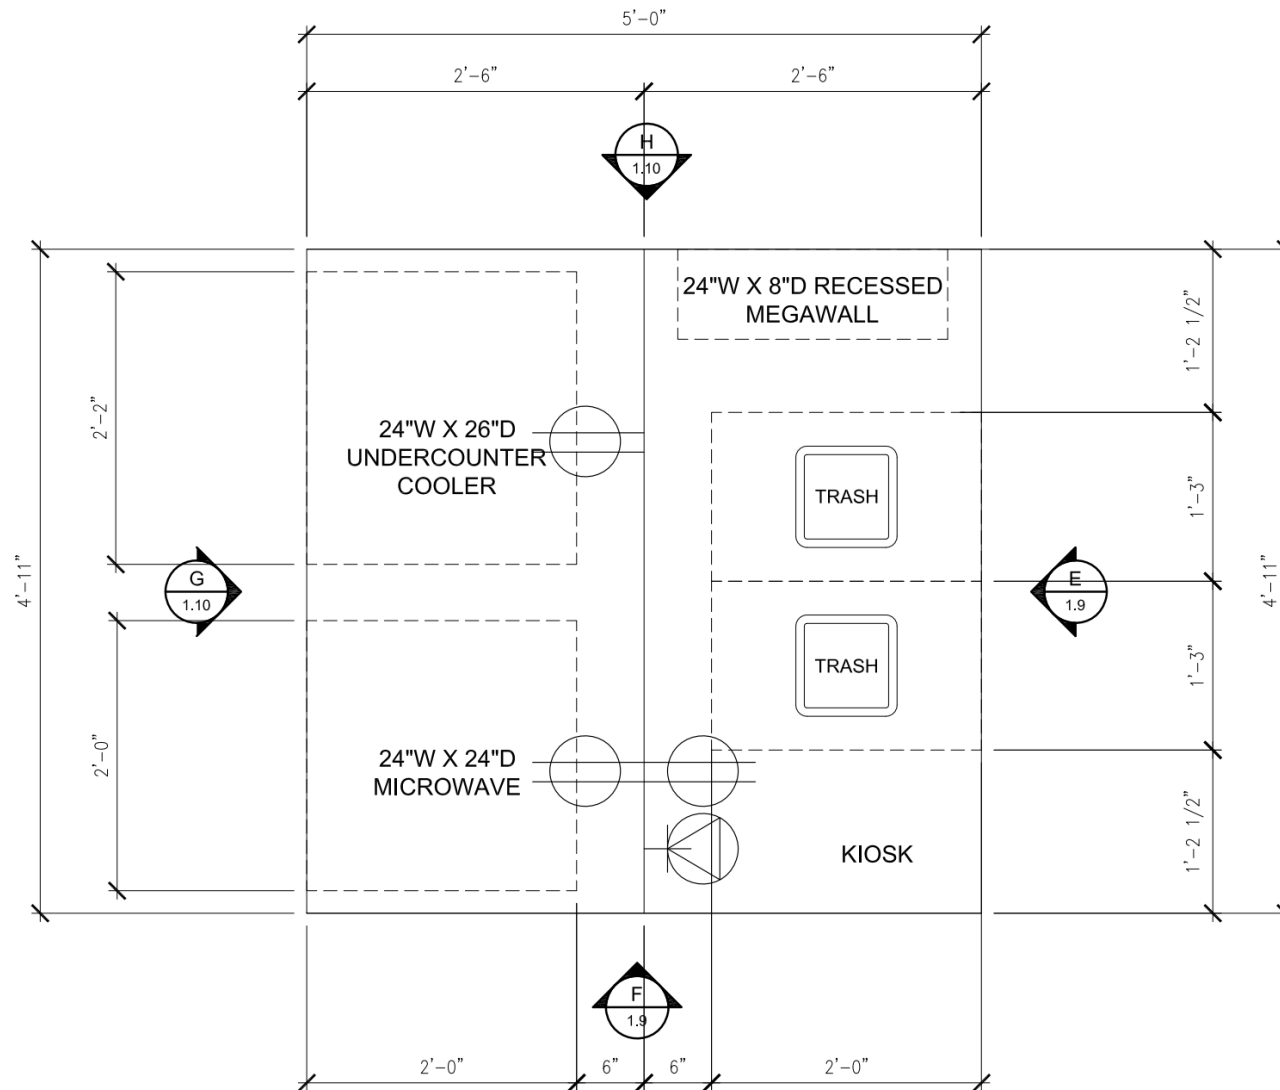 5'-0"
2'-6"
2'-6"
H
1.10
24"W X 8"D RECESSED
MEGAWALL
1'-2 1/2"
2'-2"
24"W X 26"D
UNDERCOUNTER
COOLER
TRASH
1'-3"
4'-11"
G
1.10
E
1.9
4'-11"
TRASH
1'-3"
2'-0"
24"W X 24"D
MICROWAVE
KIOSK
1'-2 1/2"
F
1.9
2'-0"
6"
6"
2'-0"